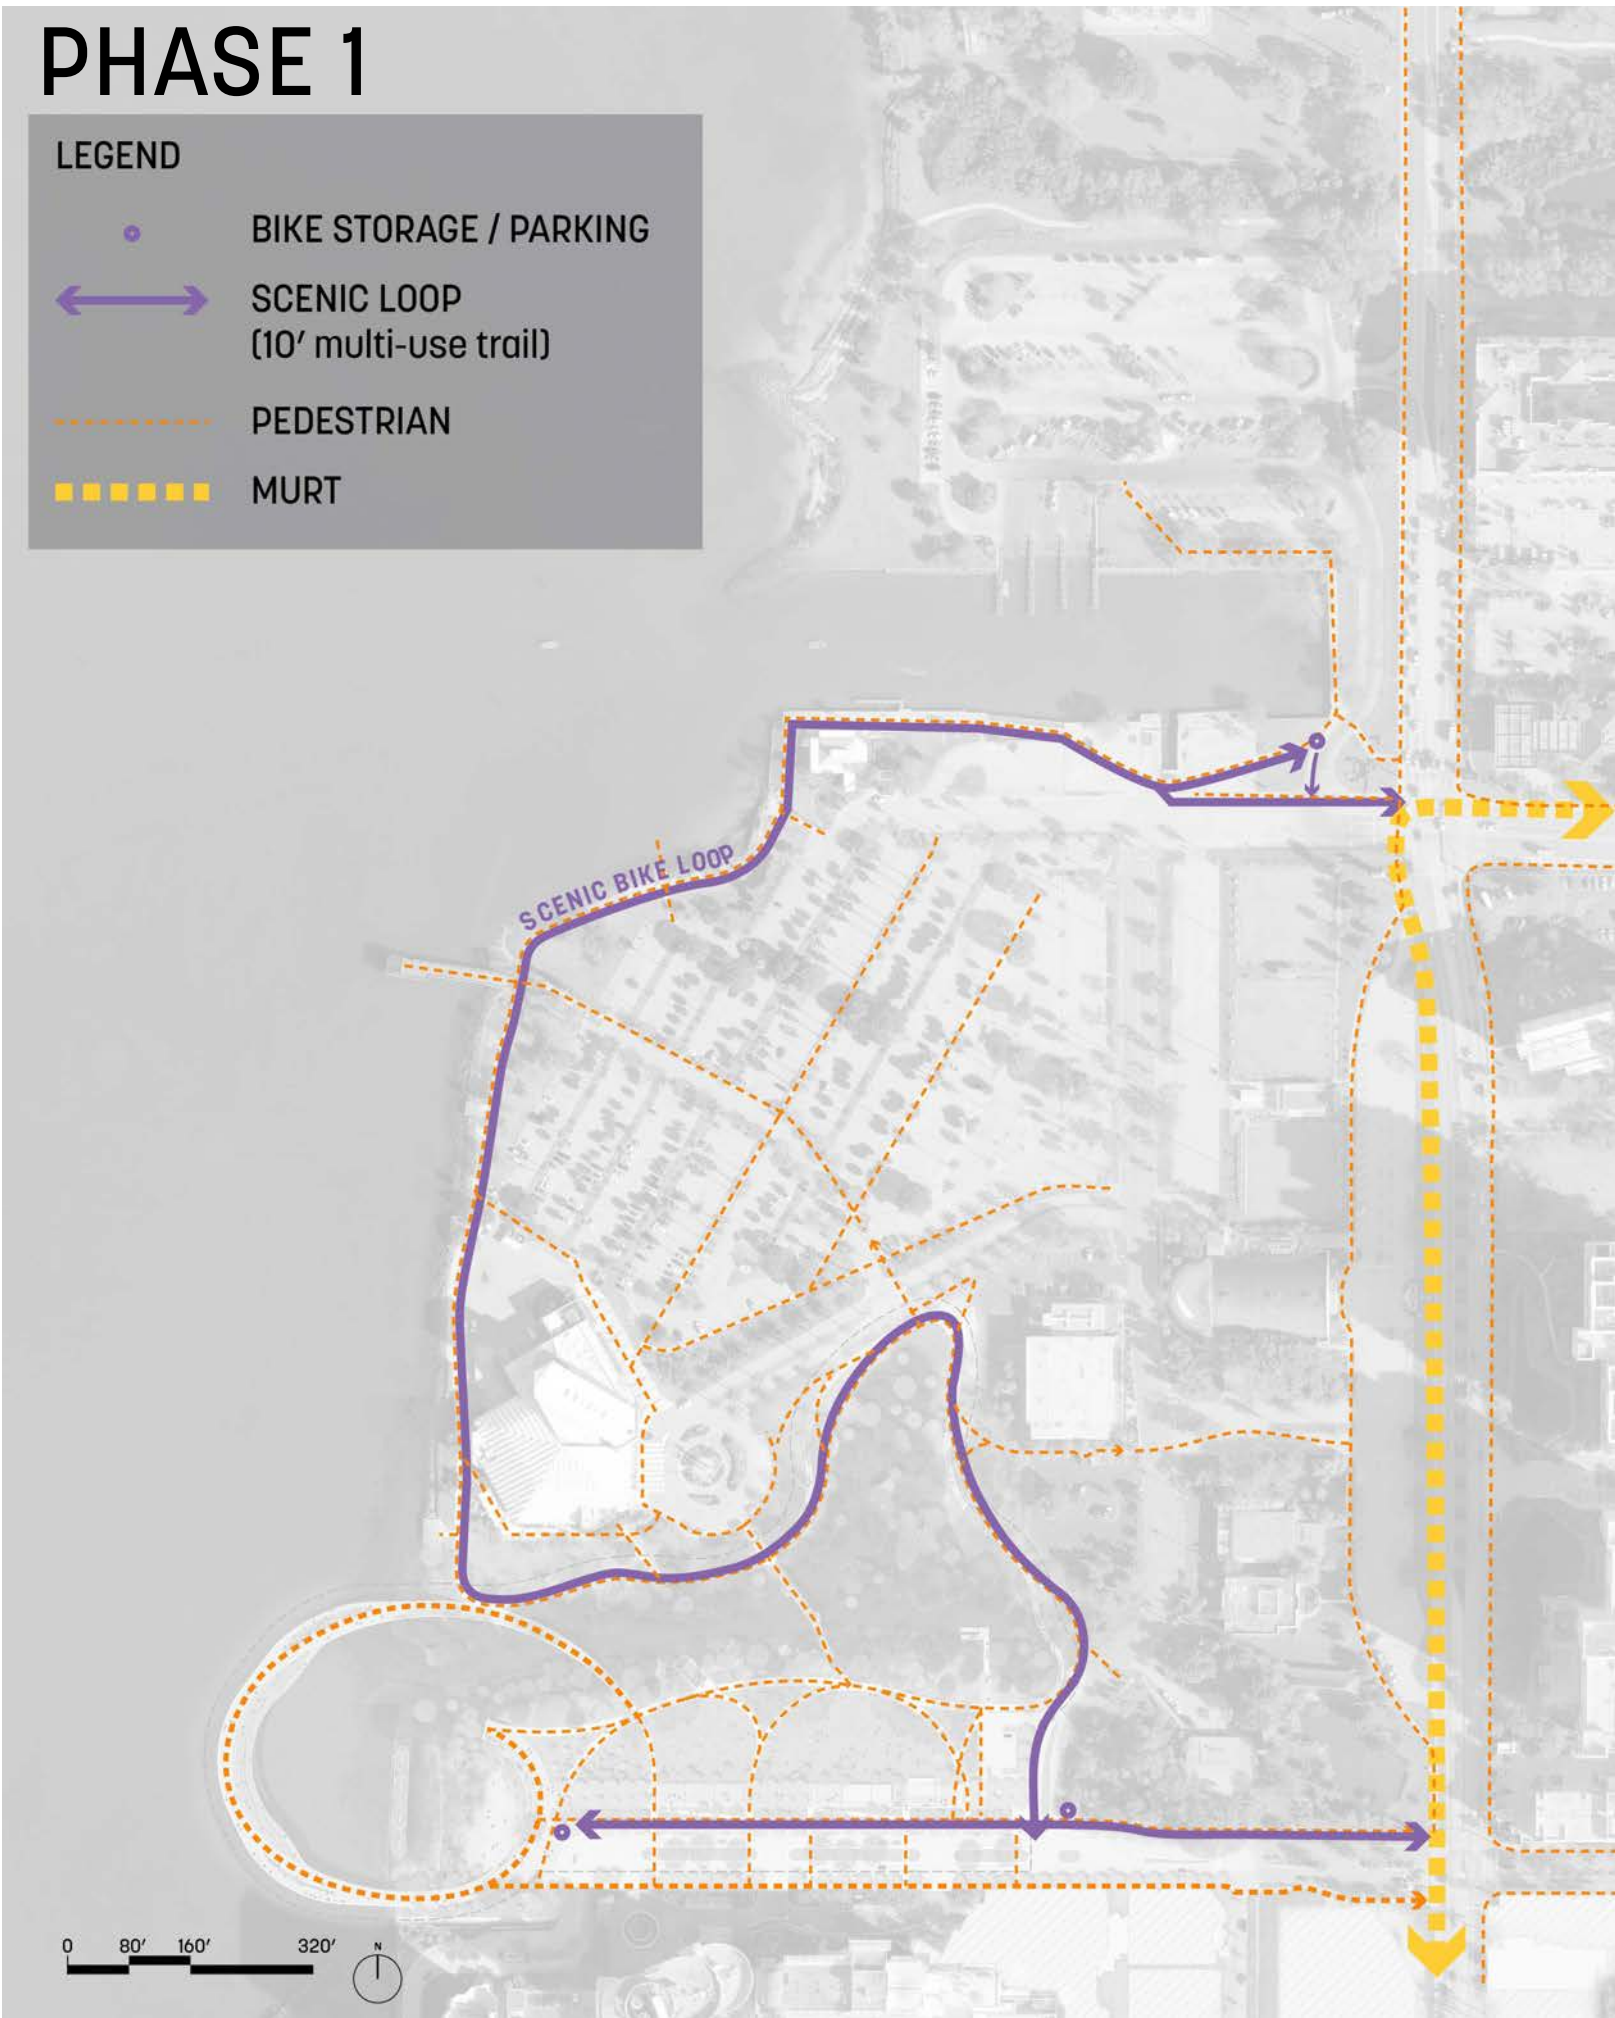 PHASE 1
LEGEND
BIKE STORAGE / PARKING
SCENIC LOOP
(10' multi-use trail)
PEDESTRIAN
MURT
SCENIC BIKE LOOP
0 80' 160' 320'
N